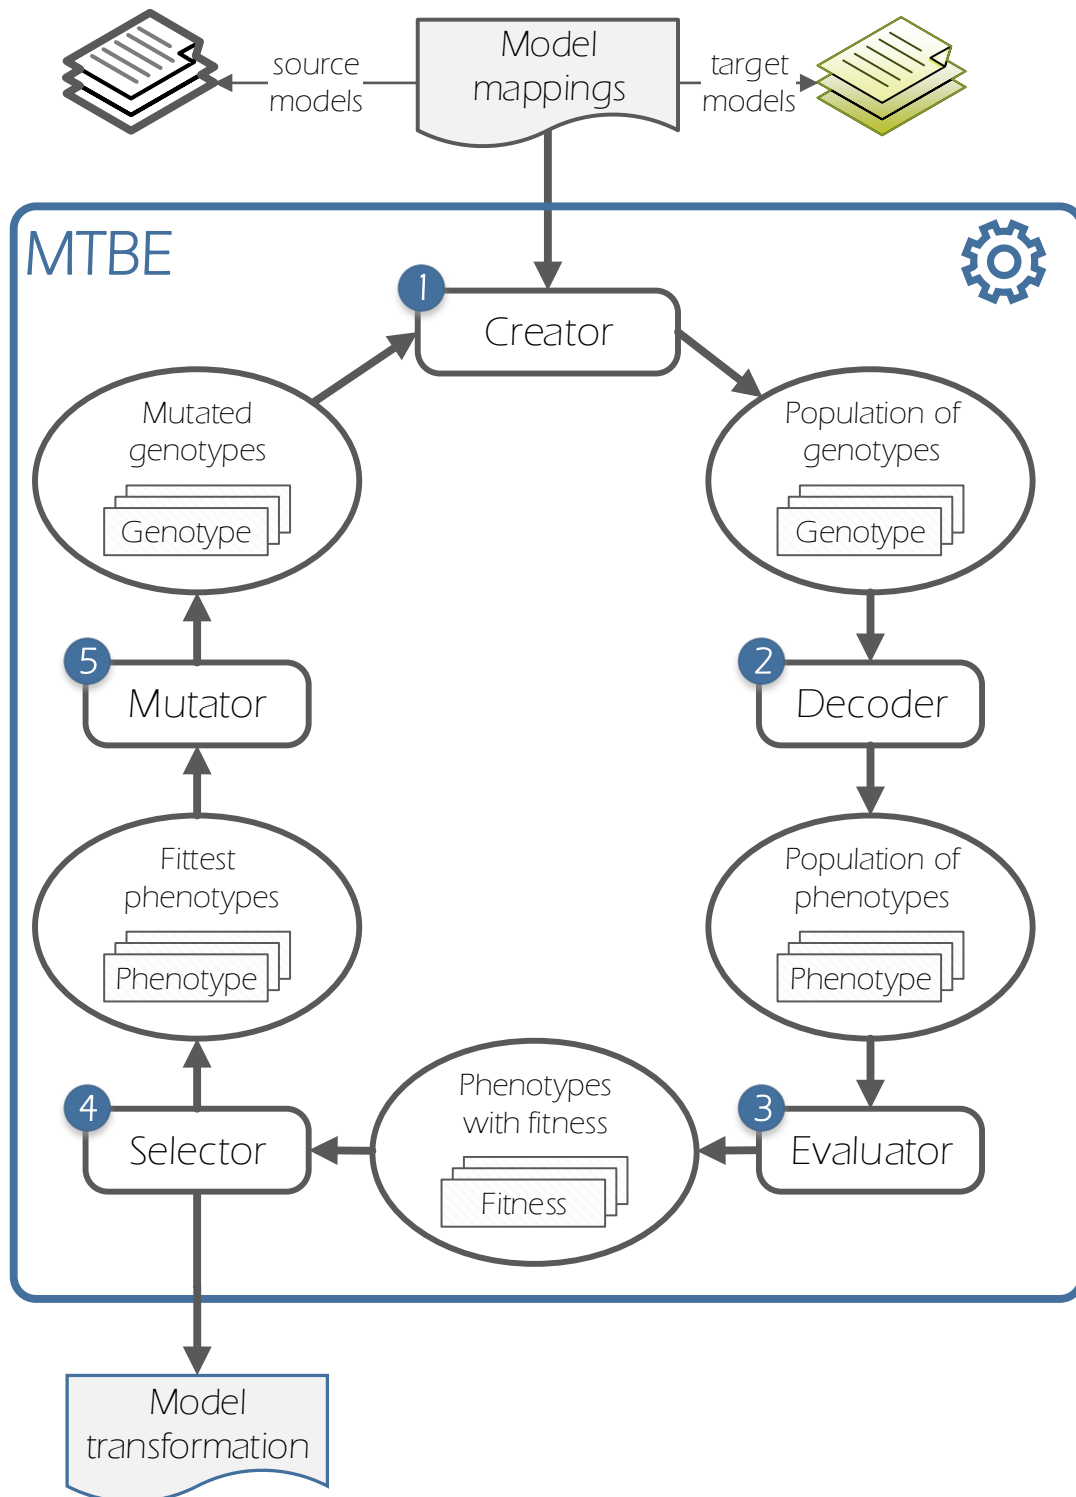 Model
mappings
source
models
target
models
MTBE
1
Creator
Mutated
genotypes
Genotype
Population of
genotypes
Genotype
5
Mutator
2
Decoder
Fittest
phenotypes
Phenotype
Population of
phenotypes
Phenotype
4
Selector
Phenotypes
with fitness
Fitness
3
Evaluator
Model
transformation